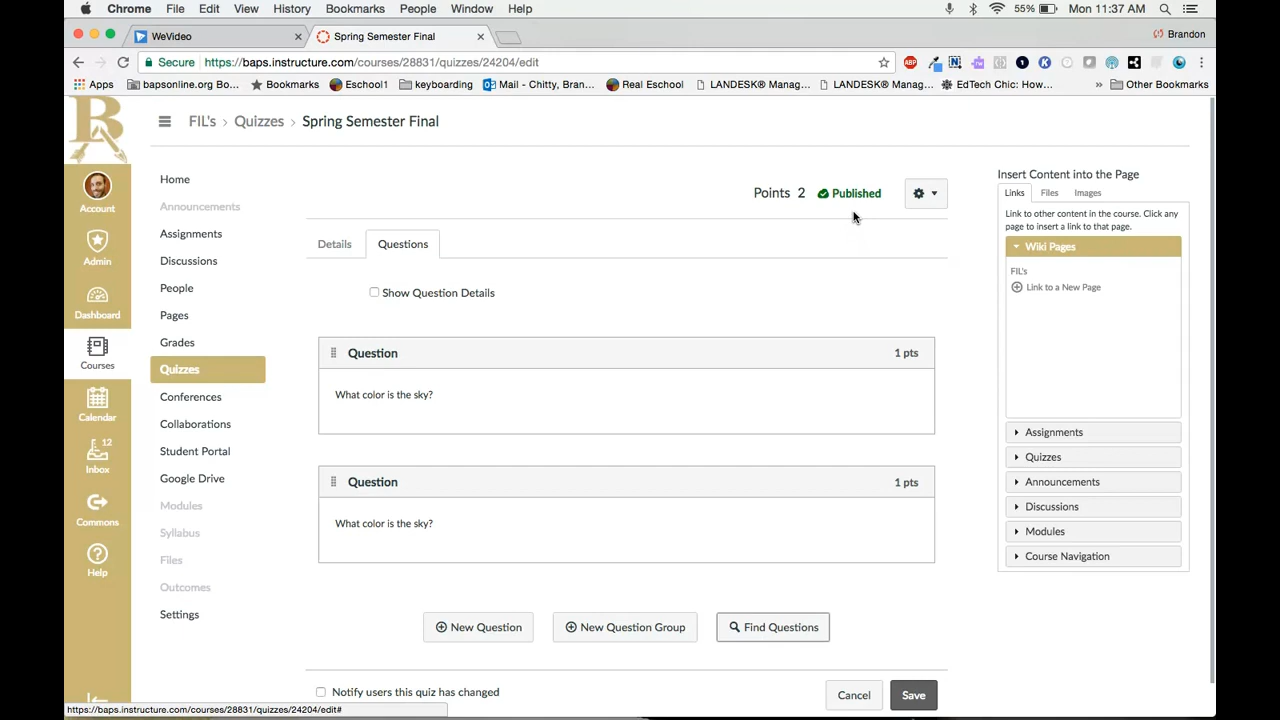 Chrome File Edit View History Bookmarks People Window Help 55% Mon 11:37 AM
WeVideo × Spring Semester Final × Brandon
Secure https://baps.instructure.com/courses/28831/quizzes/24204/edit
Apps bapsonline.org Bo... Bookmarks Eschool1 keyboarding Mail - Chitty, Bran... Real Eschool LANDESK® Manag... LANDESK® Manag... EdTech Chic: How... » Other Bookmarks
FIL's > Quizzes > Spring Semester Final
Account
Admin
Dashboard
Courses
Calendar
12
Inbox
Commons
Help
Home
Announcements
Assignments
Discussions
People
Pages
Grades
Quizzes
Conferences
Collaborations
Student Portal
Google Drive
Modules
Syllabus
Files
Outcomes
Settings
Points 2 Published
Details Questions
Show Question Details
Question 1 pts
What color is the sky?
Question 1 pts
What color is the sky?
New Question New Question Group Find Questions
Notify users this quiz has changed
Cancel Save
Insert Content into the Page
Links Files Images
Link to other content in the course. Click any
page to insert a link to that page.
Wiki Pages
FIL's
Link to a New Page
Assignments
Quizzes
Announcements
Discussions
Modules
Course Navigation
https://baps.instructure.com/courses/28831/quizzes/24204/edit#